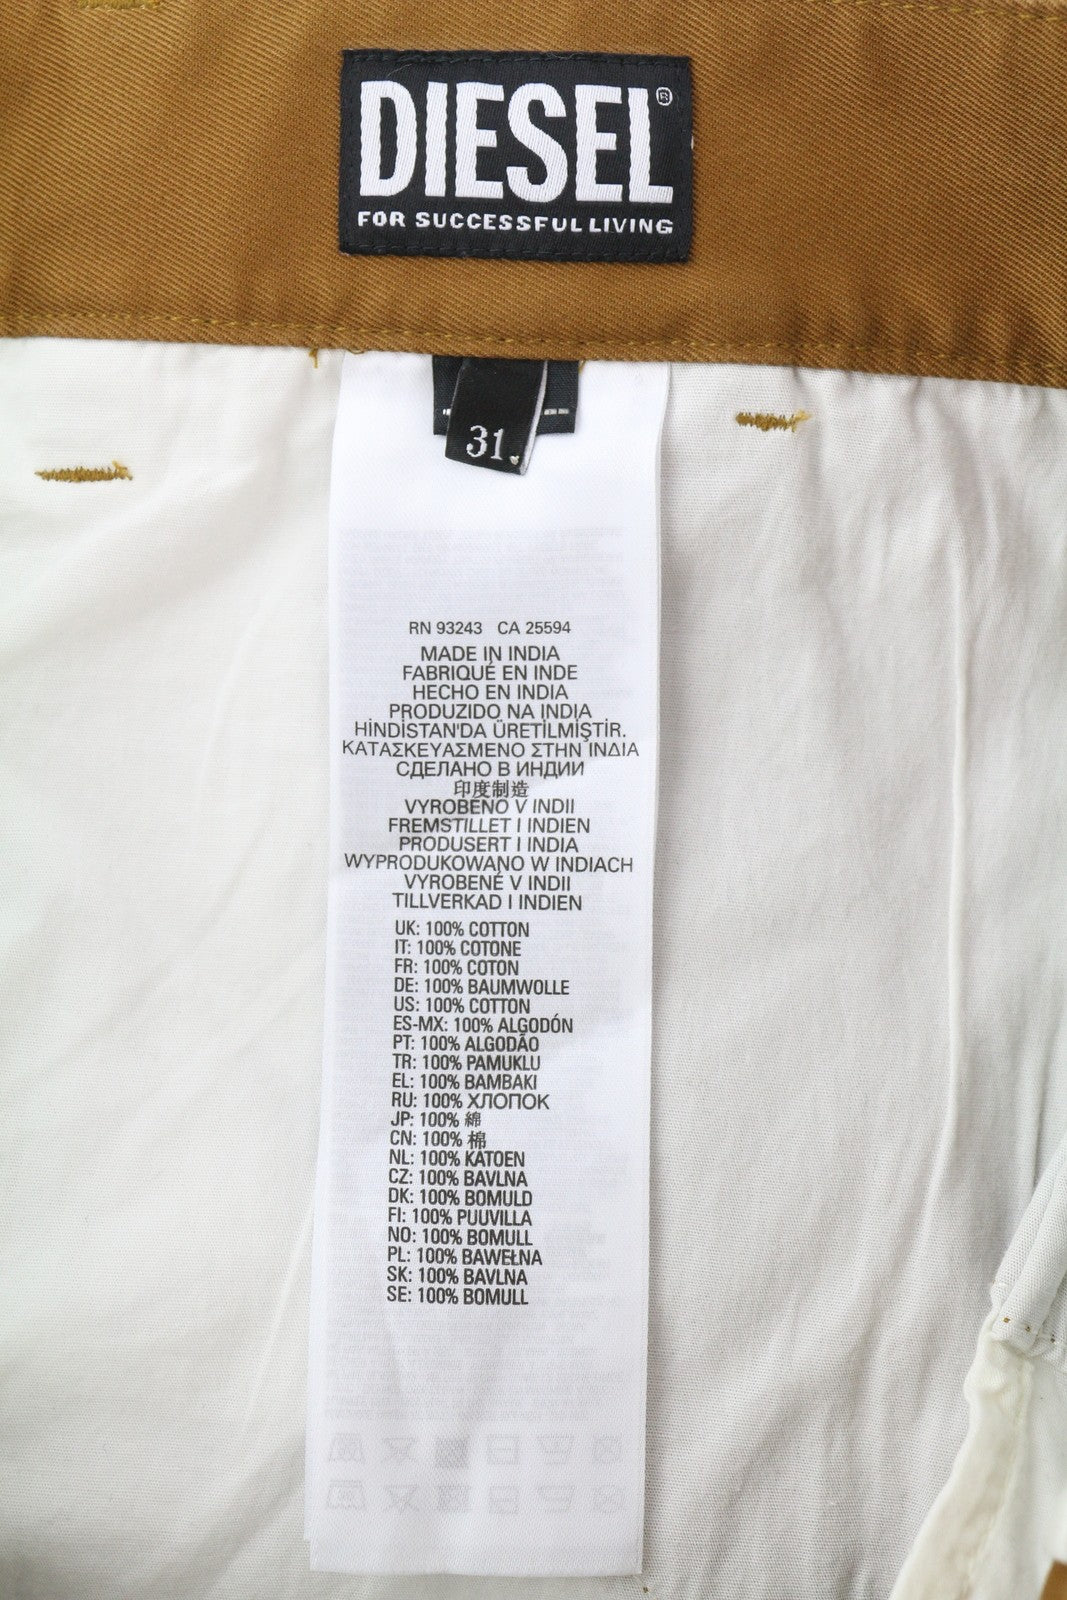 DIESEL®
FOR SUCCESSFUL LIVING
31.
RN 93243 CA 25594
MADE IN INDIA
FABRIQUÉ EN INDE
HECHO EN INDIA
PRODUZIDO NA INDIA
HİNDİSTAN'DA ÜRETİLMİŞTİR.
ΚΑΤΑΣΚΕΥΑΣΜΕΝΟ ΣΤΗΝ ΙΝΔΙΑ
СДЕЛАНО В ИНДИИ
印度制造
VYROBENO V INDII
FREMSTILLET I INDIEN
PRODUSERT I INDIA
WYPRODUKOWANO W INDIACH
VYROBENÉ V INDII
TILLVERKAD I INDIEN
UK: 100% COTTON
IT: 100% COTONE
FR: 100% COTON
DE: 100% BAUMWOLLE
US: 100% COTTON
ES-MX: 100% ALGODÓN
PT: 100% ALGODÃO
TR: 100% PAMUKLU
EL: 100% ΒΑΜΒΑΚΙ
RU: 100% ХЛОПОК
JP: 100% 綿
CN: 100% 棉
NL: 100% KATOEN
CZ: 100% BAVLNA
DK: 100% BOMULD
FI: 100% PUUVILLA
NO: 100% BOMULL
PL: 100% BAWEŁNA
SK: 100% BAVLNA
SE: 100% BOMULL